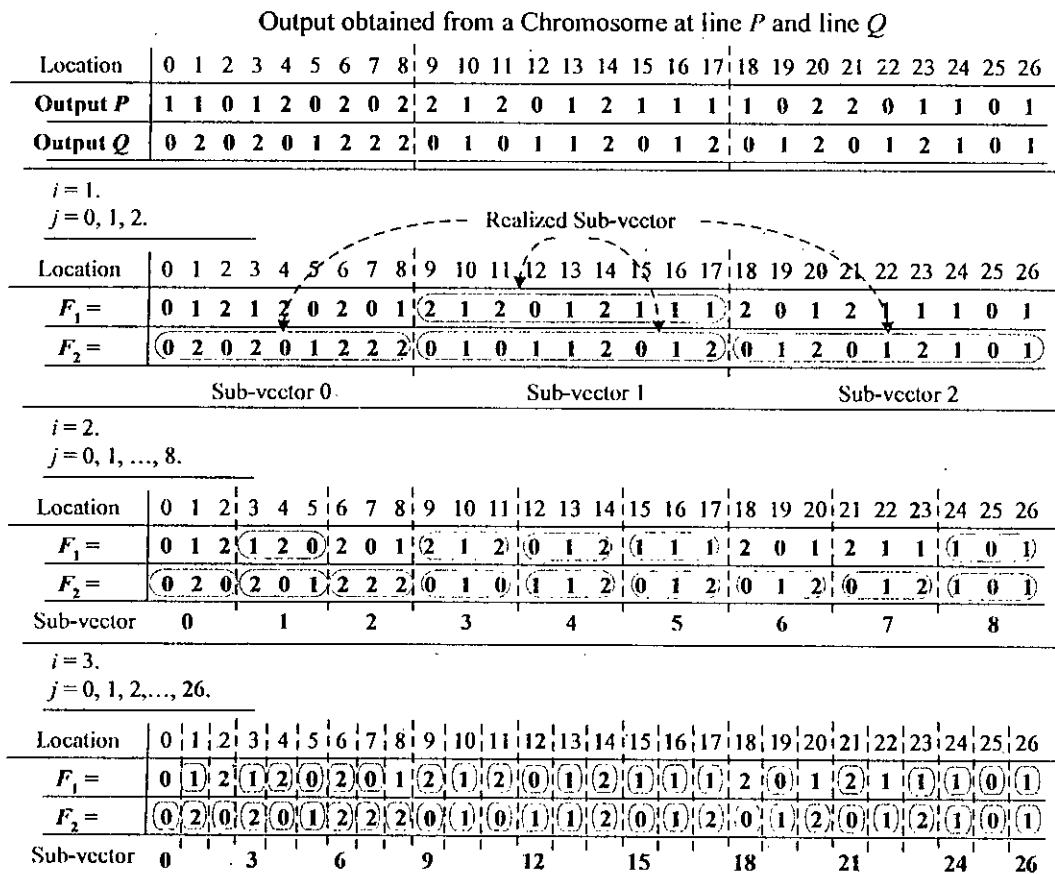 Output obtained from a Chromosome at line P and line Q
Location 0 1 2 3 4 5 6 7 8 9 10 11 12 13 14 15 16 17 18 19 20 21 22 23 24 25 26
Output P 1 1 0 1 2 0 2 0 2 2 1 2 0 1 2 1 1 1 1 0 2 2 0 1 1 0 1
Output Q 0 2 0 2 0 1 2 2 2 0 1 0 1 1 2 0 1 2 0 1 2 0 1 2 1 0 1
i = 1.
j = 0, 1, 2.
Realized Sub-vector
Location 0 1 2 3 4 5 6 7 8 9 10 11 12 13 14 15 16 17 18 19 20 21 22 23 24 25 26
F1 = 0 1 2 1 2 0 2 0 1 2 1 2 0 1 2 1 1 1 2 0 1 2 1 1 1 0 1
F2 = 0 2 0 2 0 1 2 2 2 0 1 0 1 1 2 0 1 2 0 1 2 0 1 2 1 0 1
Sub-vector 0 Sub-vector 1 Sub-vector 2
i = 2.
j = 0, 1, ..., 8.
Location 0 1 2 3 4 5 6 7 8 9 10 11 12 13 14 15 16 17 18 19 20 21 22 23 24 25 26
F1 = 0 1 2 1 2 0 2 0 1 2 1 2 0 1 2 1 1 1 2 0 1 2 1 1 1 0 1
F2 = 0 2 0 2 0 1 2 2 2 0 1 0 1 1 2 0 1 2 0 1 2 0 1 2 1 0 1
Sub-vector 0 1 2 3 4 5 6 7 8
i = 3.
j = 0, 1, 2,..., 26.
Location 0 1 2 3 4 5 6 7 8 9 10 11 12 13 14 15 16 17 18 19 20 21 22 23 24 25 26
F1 = 0 1 2 1 2 0 2 0 1 2 1 2 0 1 2 1 1 1 2 0 1 2 1 1 1 0 1
F2 = 0 2 0 2 0 1 2 2 2 0 1 0 1 1 2 0 1 2 0 1 2 0 1 2 1 0 1
Sub-vector 0 3 6 9 12 15 18 21 24 26